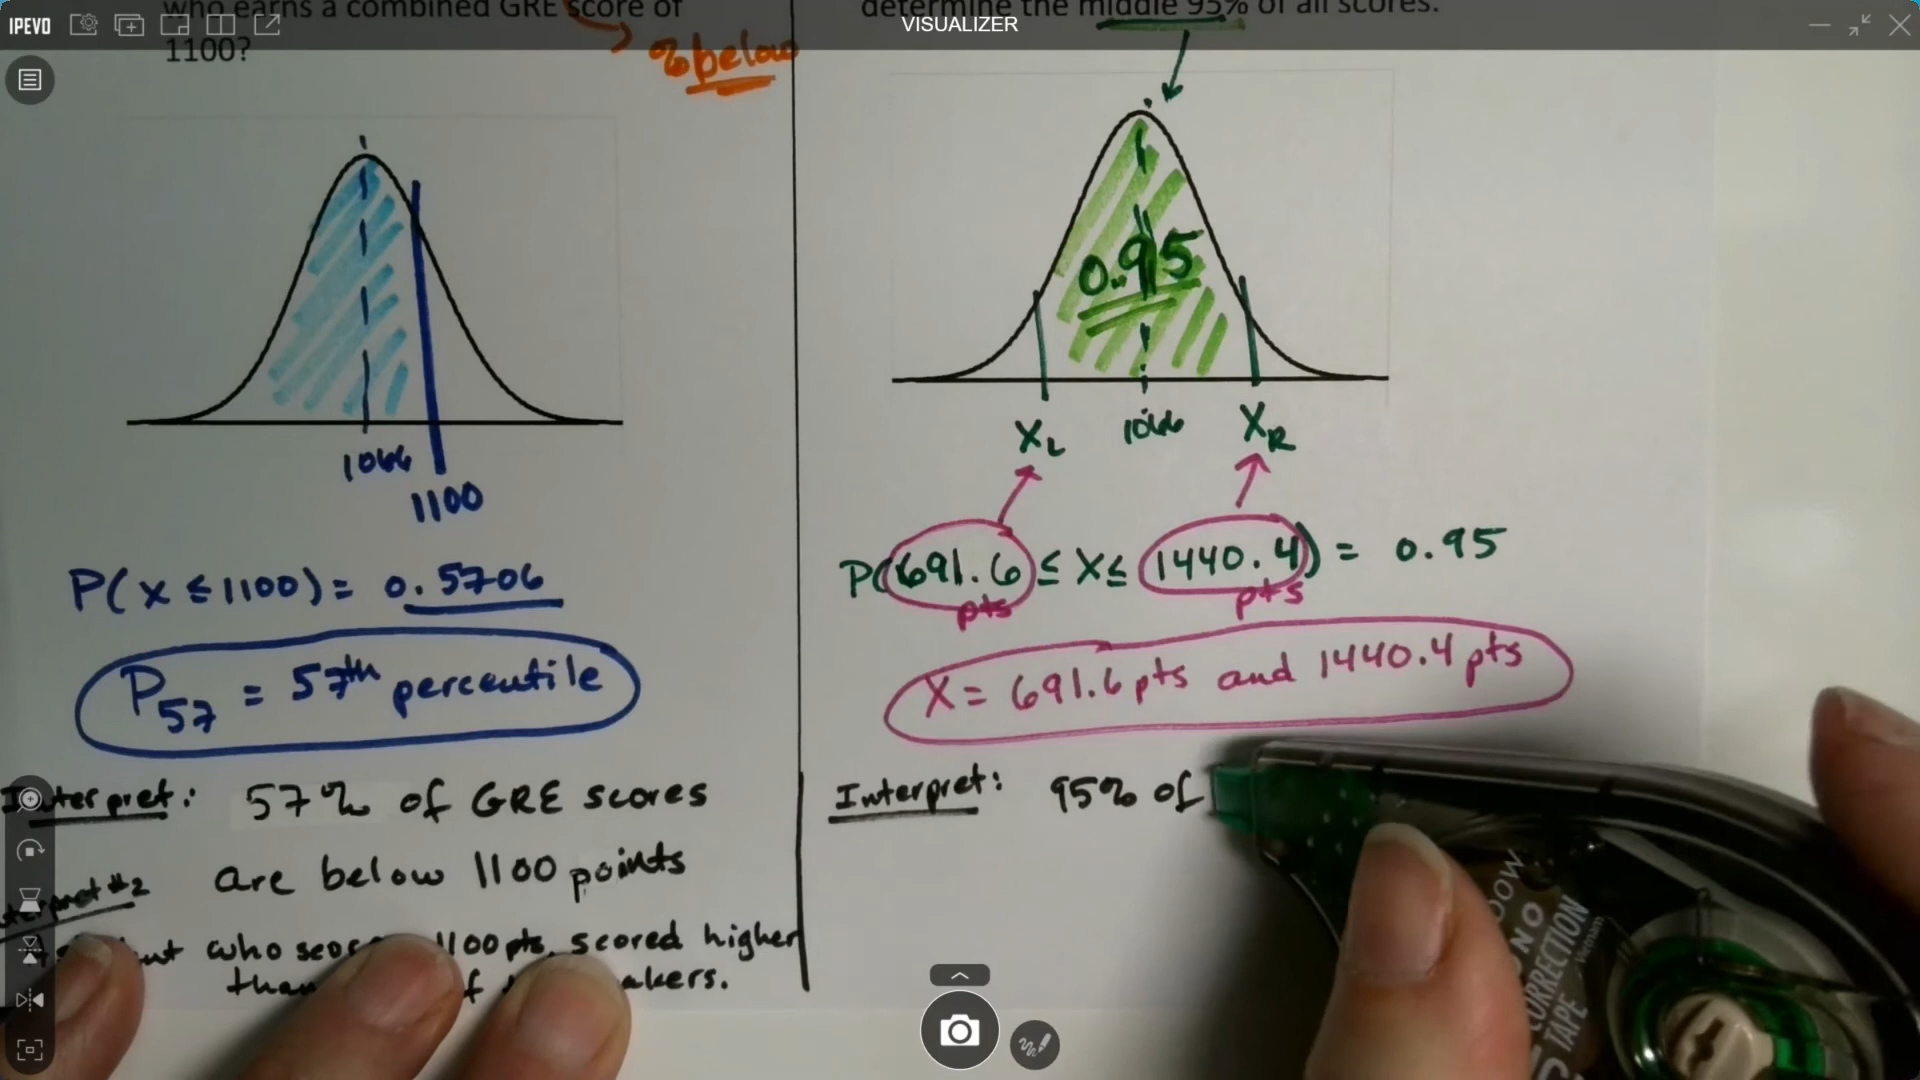 IPEVO
VISUALIZER
who earns a combined GRE score of
1100?
% below
1066
1100
P(X ≤ 1100) = 0.5706
P57 = 57th percentile
Interpret: 57% of GRE scores
are below 1100 points
Interpret #2
who 1100 pts. scored higher
than
determine the middle 95% of all scores.
0.95
XL 1066 XR
P(691.6 ≤ X ≤ 1440.4) = 0.95
pts pts
X = 691.6 pts and 1440.4 pts
Interpret: 95% of
CORRECTION
TAPE
Vietnam